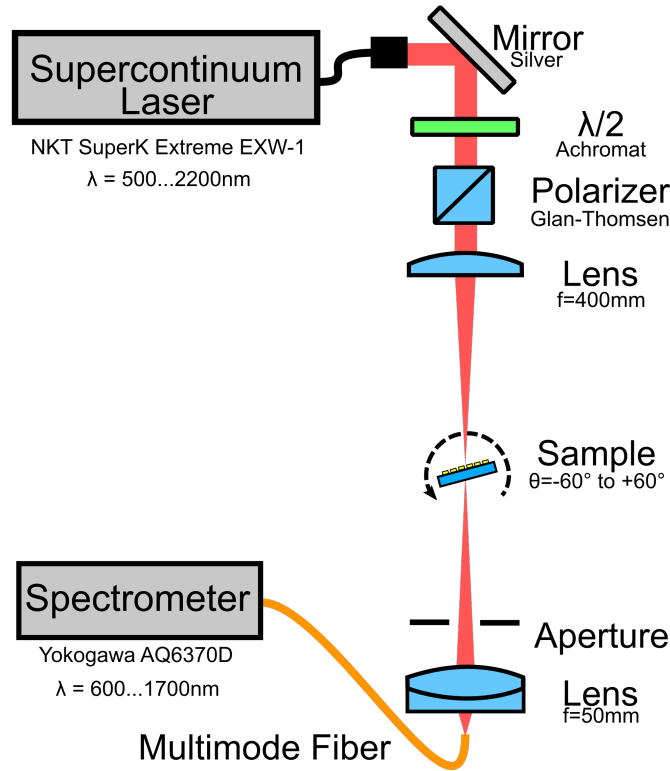 Supercontinuum
Laser
NKT SuperK Extreme EXW-1
λ = 500...2200nm
Mirror
Silver
λ/2
Achromat
Polarizer
Glan-Thomsen
Lens
f=400mm
Sample
θ=-60° to +60°
Spectrometer
Yokogawa AQ6370D
λ = 600...1700nm
Aperture
Lens
f=50mm
Multimode Fiber